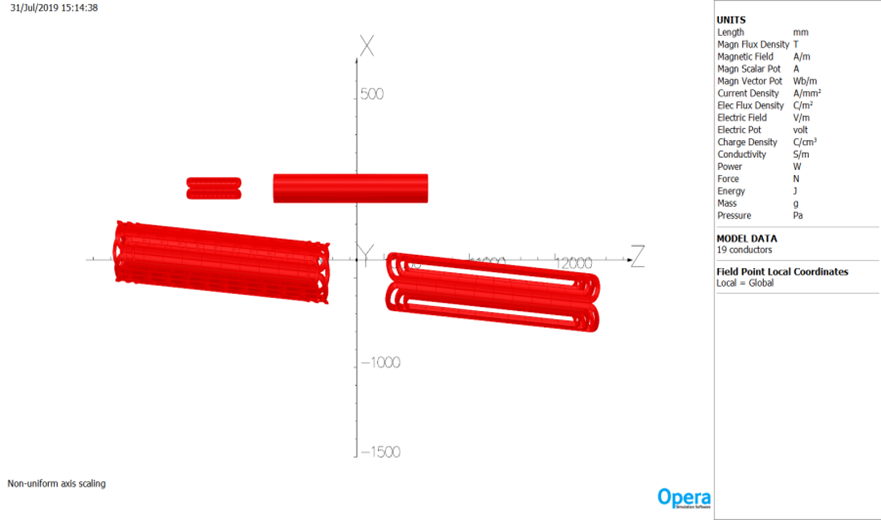 31/Jul/2019 15:14:38
X
500
Y
Z
12000
−1000
−1500
Non-uniform axis scaling
Opera
Simulation Software
UNITS
Length mm
Magn Flux Density T
Magnetic Field A/m
Magn Scalar Pot A
Magn Vector Pot Wb/m
Current Density A/mm²
Elec Flux Density C/m²
Electric Field V/m
Electric Pot volt
Charge Density C/cm³
Conductivity S/m
Power W
Force N
Energy J
Mass g
Pressure Pa
MODEL DATA
19 conductors
Field Point Local Coordinates
Local = Global